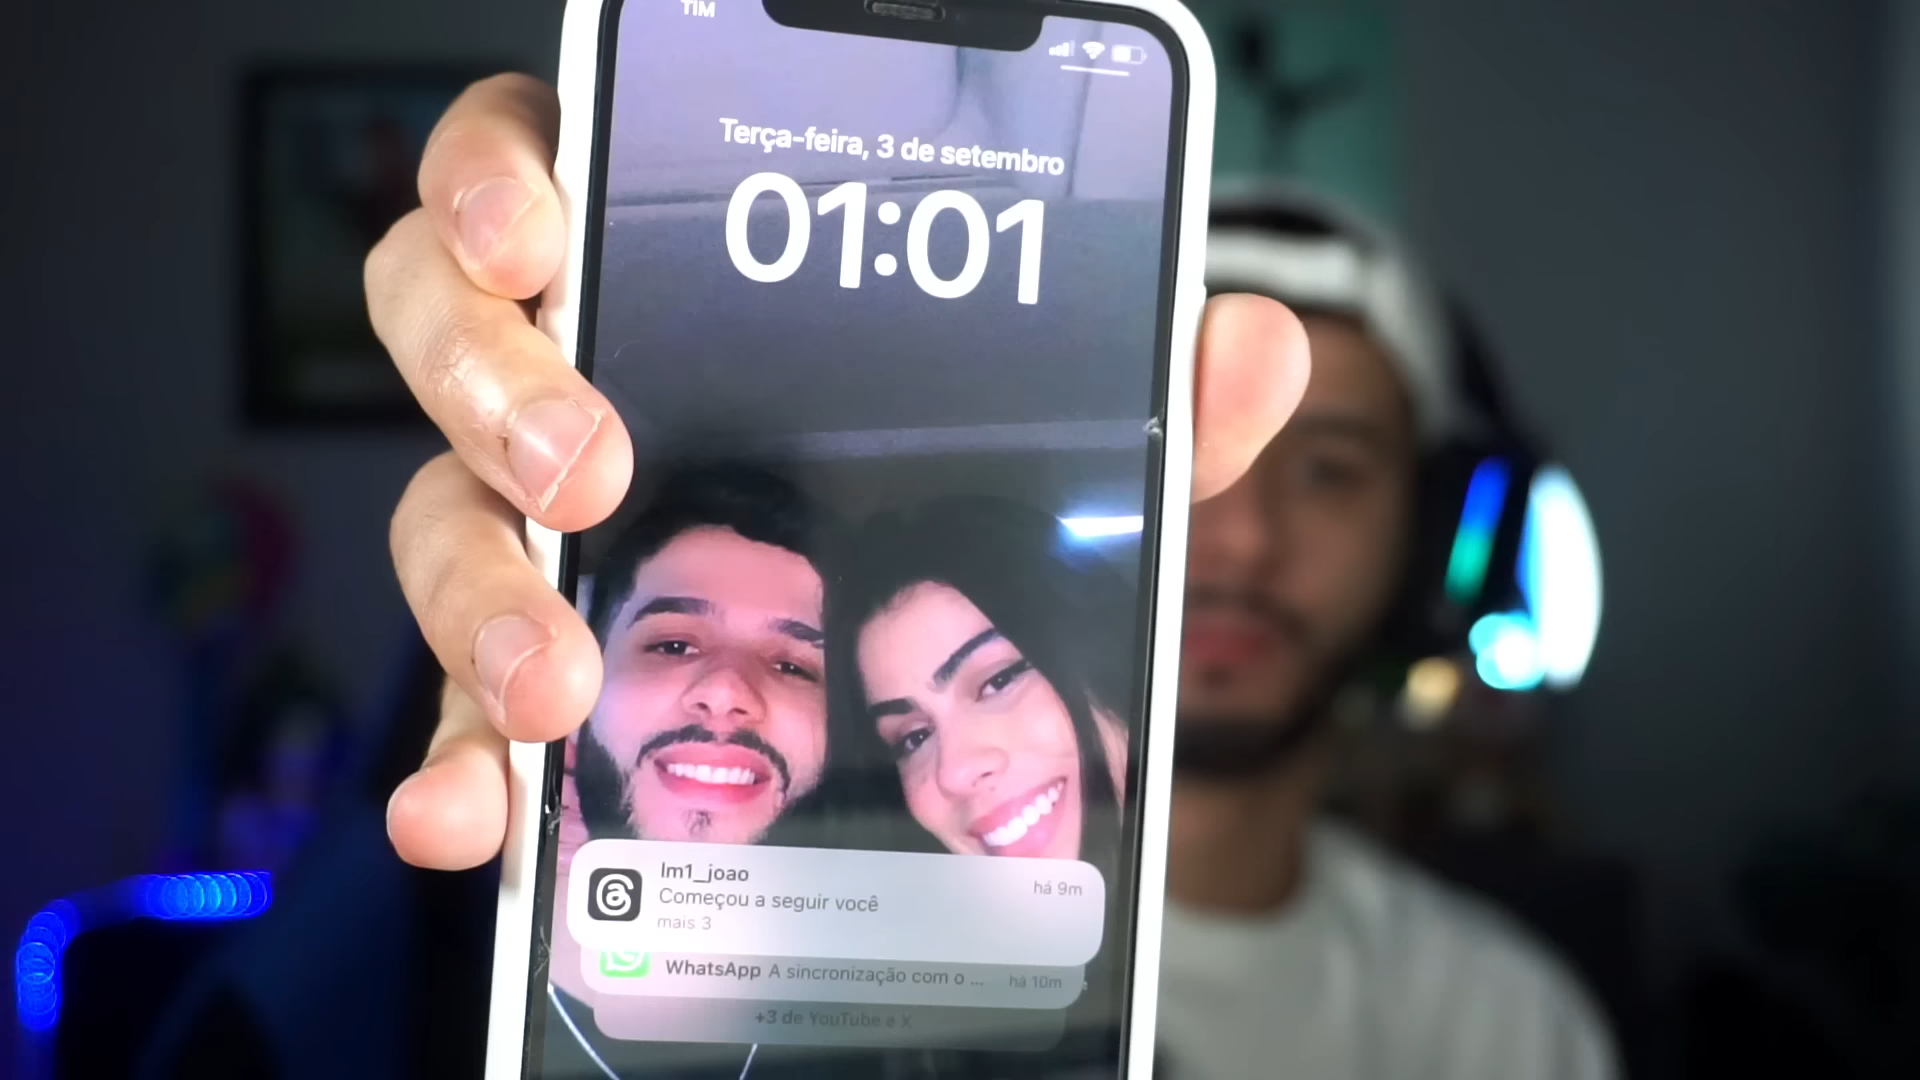 TIM
Terça-feira, 3 de setembro
01:01
lm1_joao
há 9m
Começou a seguir você
mais 3
WhatsApp A sincronização com o ...
há 10m
+3 de YouTube e X